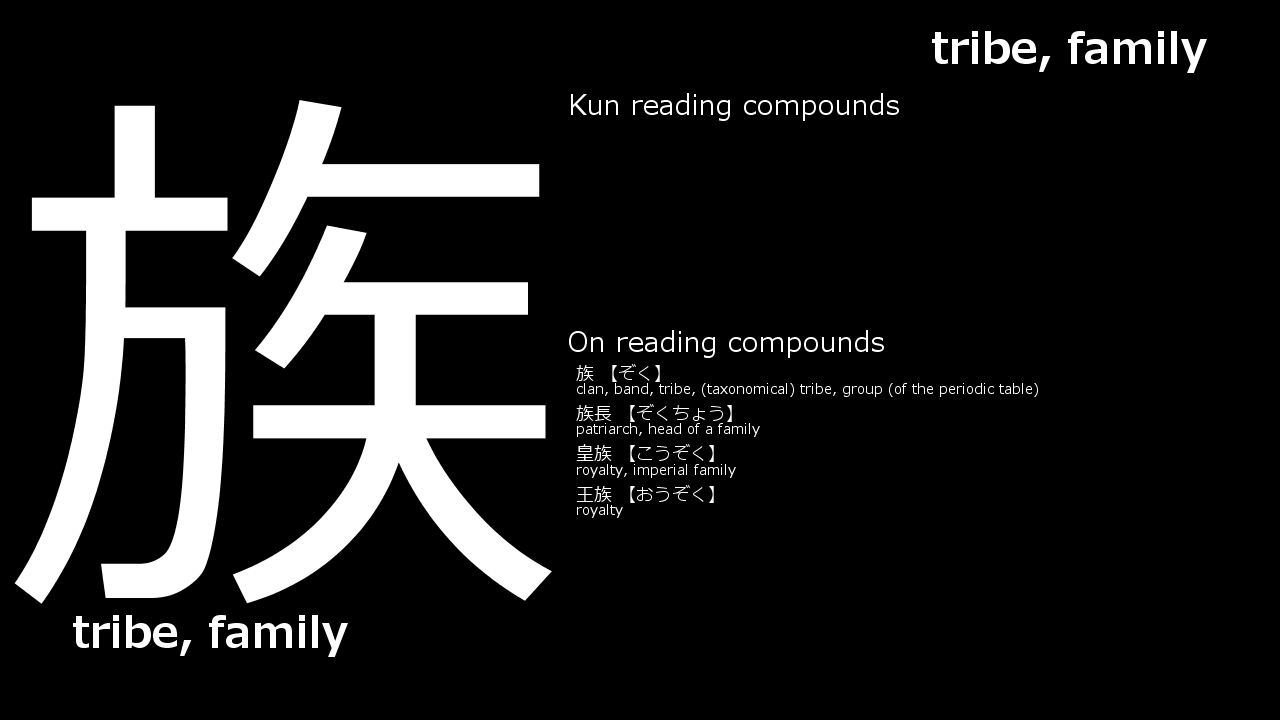 tribe, family
族
Kun reading compounds
On reading compounds
族 【ぞく】
clan, band, tribe, (taxonomical) tribe, group (of the periodic table)
族長 【ぞくちょう】
patriarch, head of a family
皇族 【こうぞく】
royalty, imperial family
王族 【おうぞく】
royalty
tribe, family